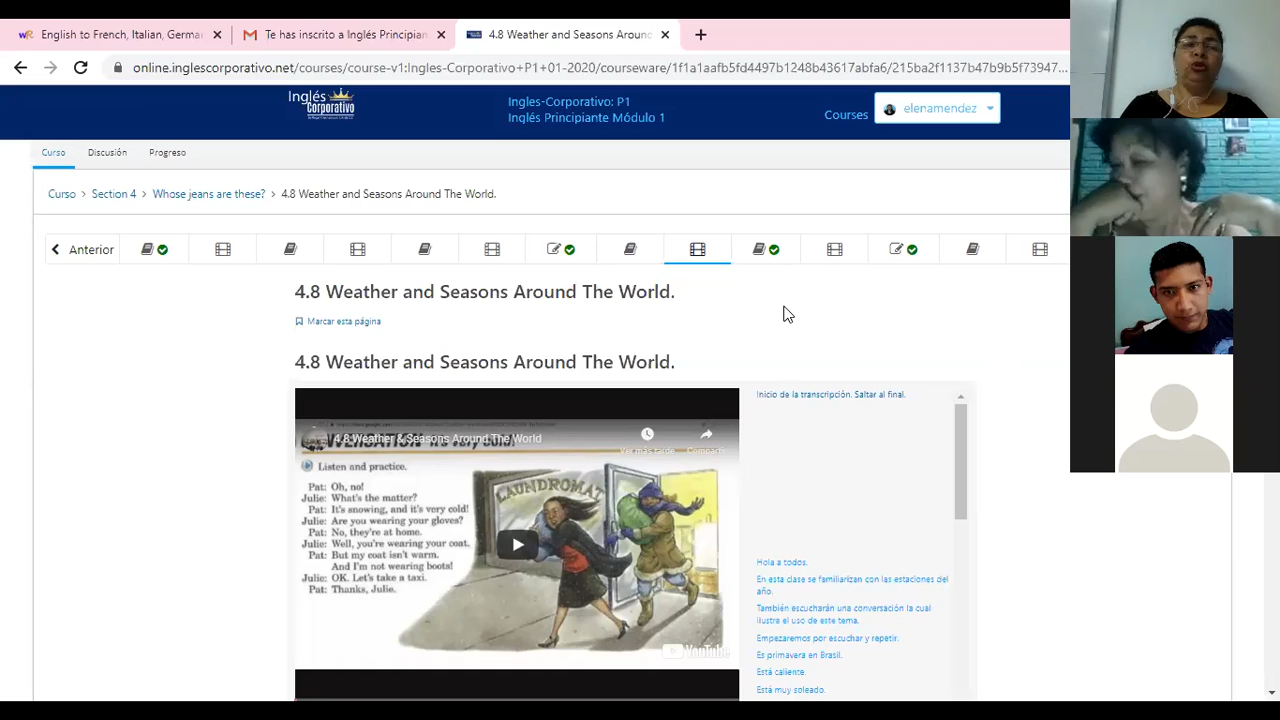 English to French, Italian, Germa
Te has inscrito a Inglés Principian
4.8 Weather and Seasons Aroun
online.inglescorporativo.net/courses/course-v1:Ingles-Corporativo+P1+01-2020/courseware/1f1a1aafb5fd4497b1248b43617abfa6/215ba2f1137b47b9b5f73947...
Inglés
Corporativo
Ingles-Corporativo: P1
Inglés Principiante Módulo 1
Courses
elenamendez
Curso
Discusión
Progreso
Curso > Section 4 > Whose jeans are these? > 4.8 Weather and Seasons Around The World.
Anterior
4.8 Weather and Seasons Around The World.
Marcar esta página
4.8 Weather and Seasons Around The World.
4.8 Weather & Seasons Around The World
Ver más tarde
Compartir
Listen and practice.
Pat: Oh, no!
Julie: What's the matter?
Pat: It's snowing, and it's very cold!
Julie: Are you wearing your gloves?
Pat: No, they're at home.
Julie: Well, you're wearing your coat.
Pat: But my coat isn't warm.
And I'm not wearing boots!
Julie: OK. Let's take a taxi.
Pat: Thanks, Julie.
LAUNDROMAT
YouTube
Inicio de la transcripción. Saltar al final.
Hola a todos.
En esta clase se familiarizan con las estaciones del
año.
También escucharán una conversación la cual
ilustra el uso de este tema.
Empezaremos por escuchar y repetir.
Es primavera en Brasil.
Está caliente.
Está muy soleado.